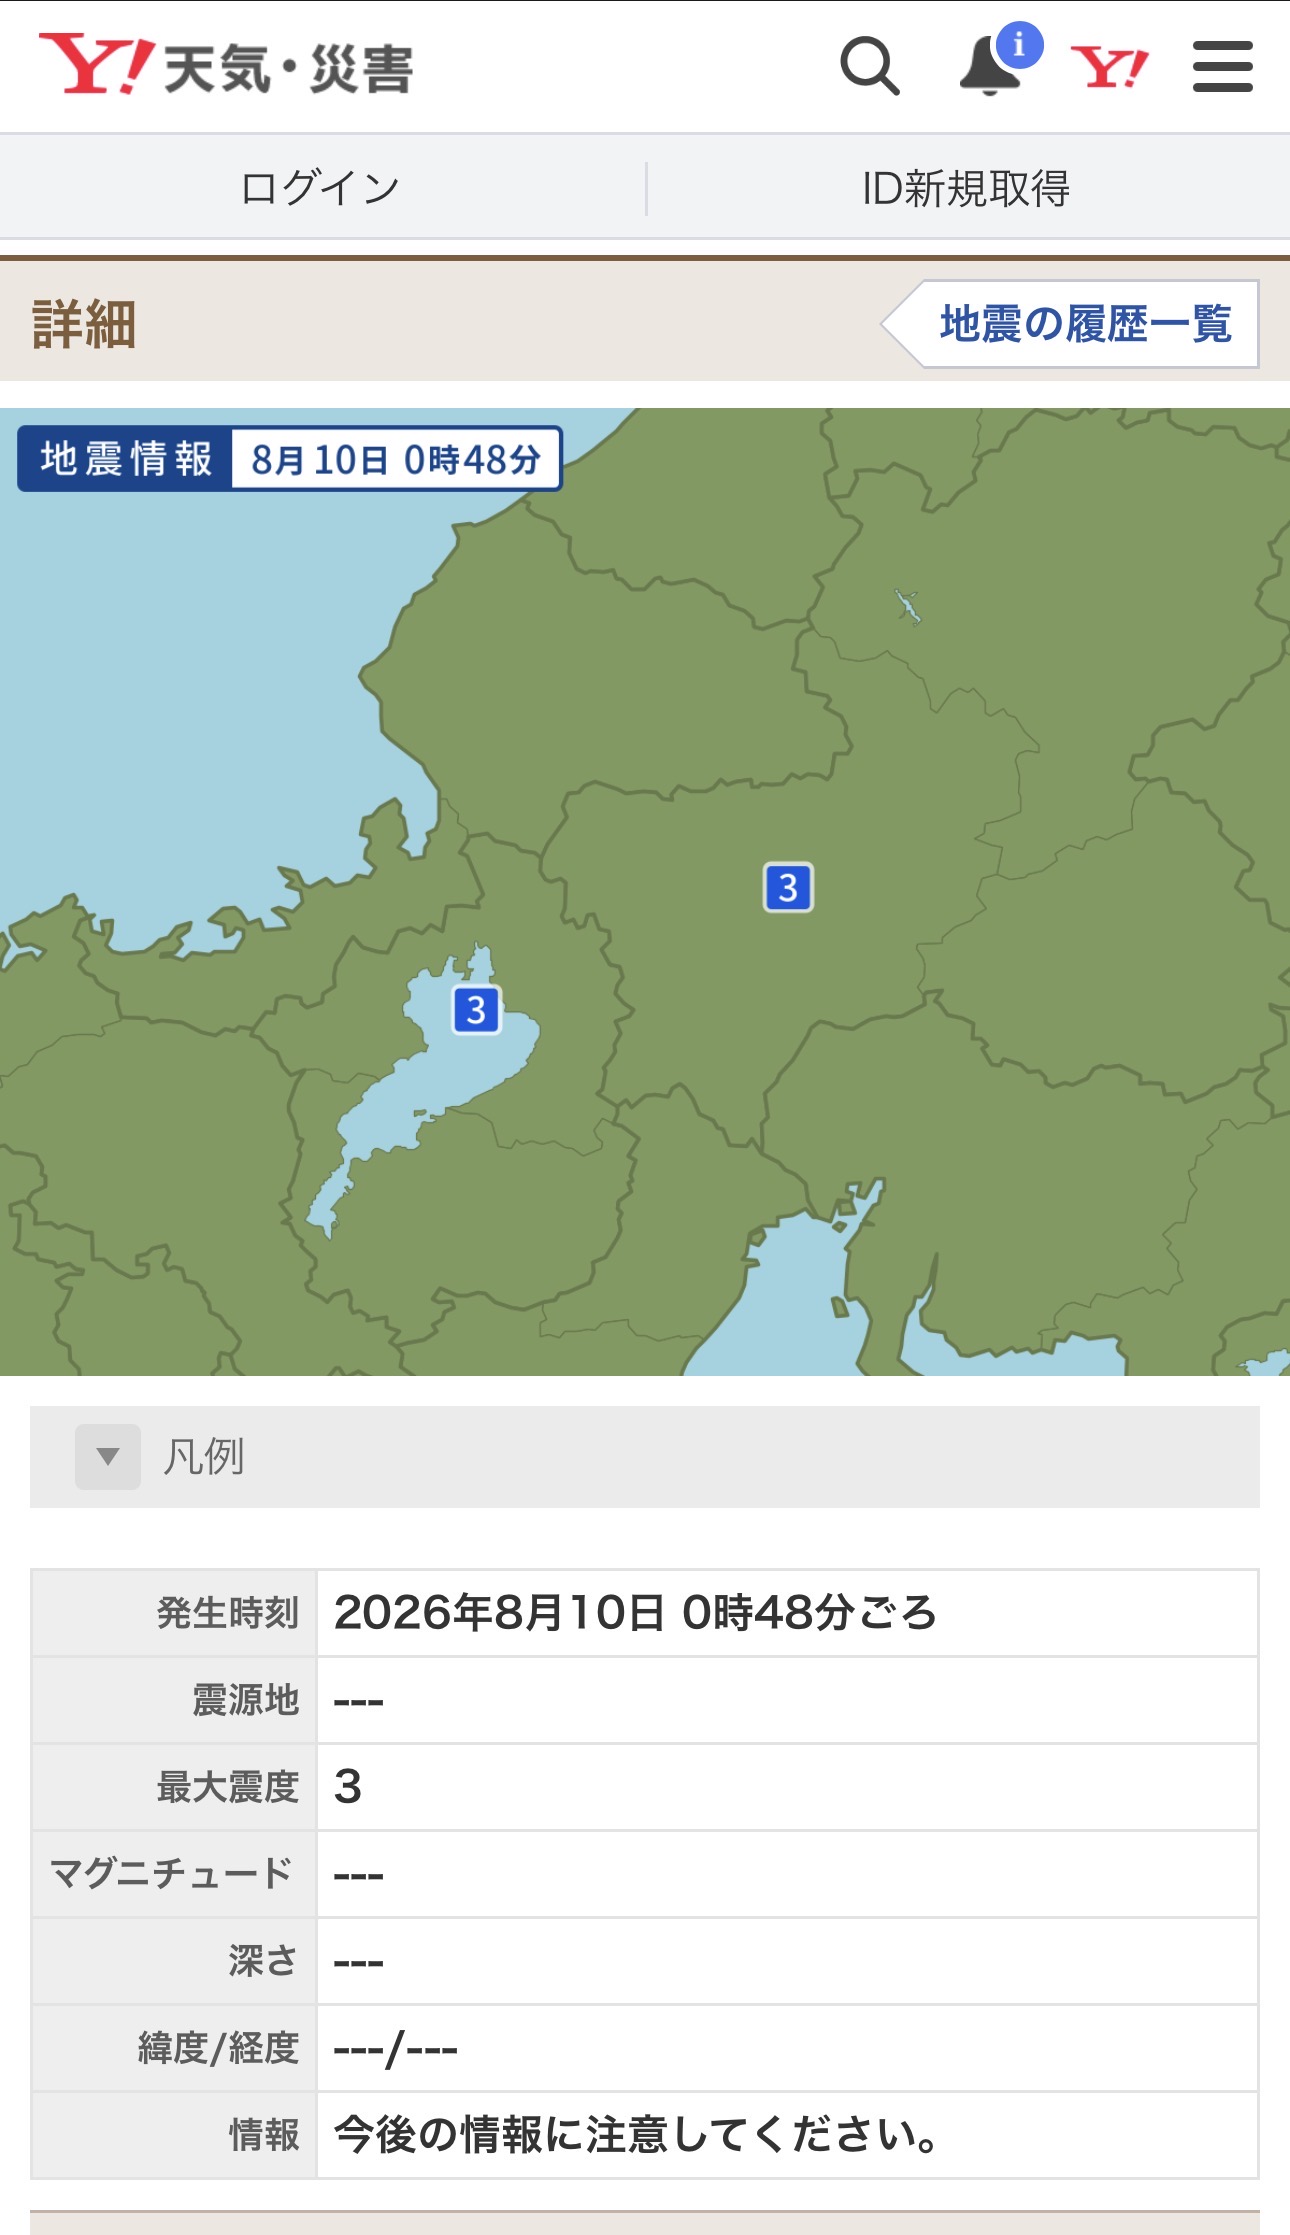 Y!天気・災害
i
Y!
ログイン
ID新規取得
詳細
地震の履歴一覧
地震情報 8月10日 0時48分
3
3
▼ 凡例
発生時刻 2026年8月10日 0時48分ごろ
震源地 ---
最大震度 3
マグニチュード ---
深さ ---
緯度/経度 ---/---
情報 今後の情報に注意してください。